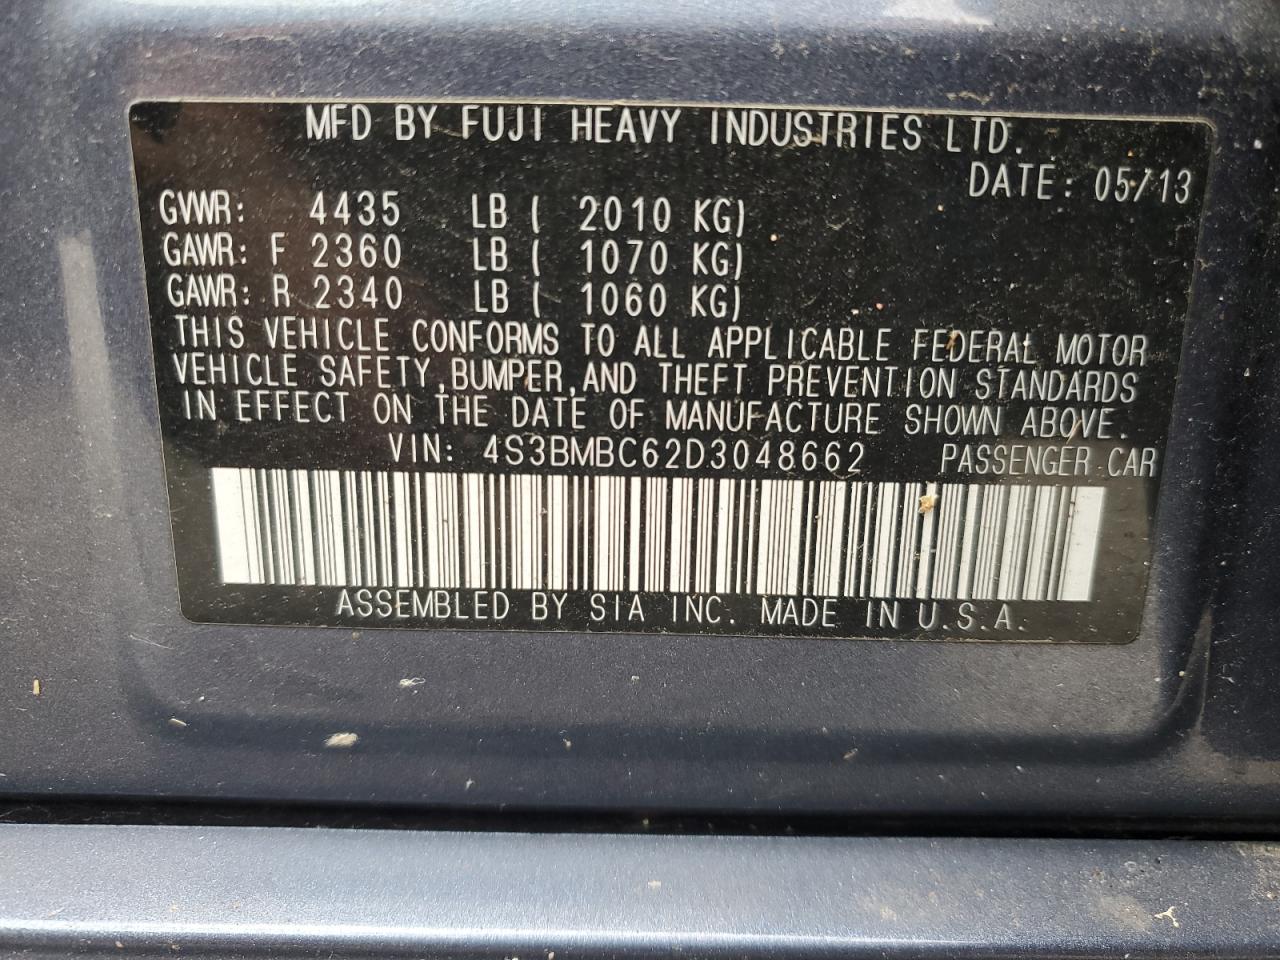 MFD BY FUJI HEAVY INDUSTRIES LTD.
DATE: 05/13
GVWR: 4435 LB ( 2010 KG)
GAWR: F 2360 LB ( 1070 KG)
GAWR: R 2340 LB ( 1060 KG)
THIS VEHICLE CONFORMS TO ALL APPLICABLE FEDERAL MOTOR
VEHICLE SAFETY,BUMPER,AND THEFT PREVENTION STANDARDS
IN EFFECT ON THE DATE OF MANUFACTURE SHOWN ABOVE.
VIN: 4S3BMBC62D3048662 PASSENGER CAR
ASSEMBLED BY SIA INC. MADE IN U.S.A.